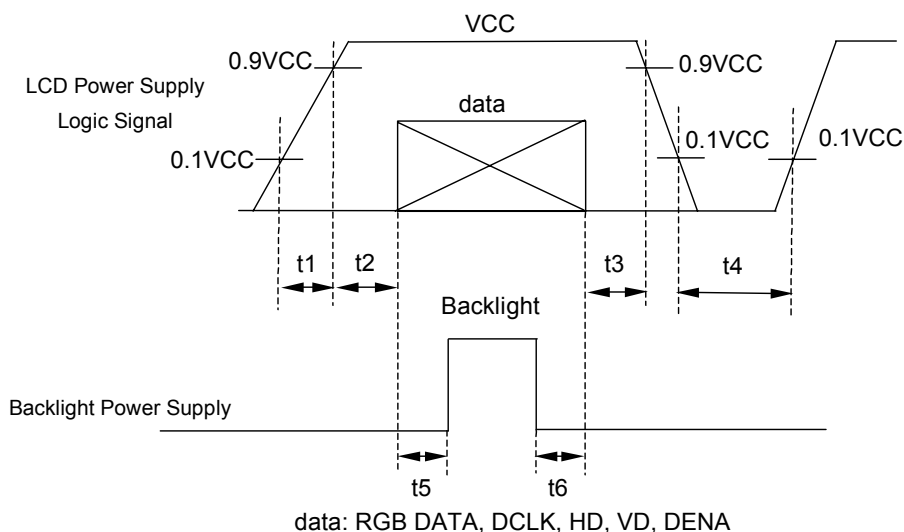 VCC
0.9VCC
0.9VCC
LCD Power Supply
Logic Signal
data
0.1VCC
0.1VCC
0.1VCC
t1
t2
t3
t4
Backlight
Backlight Power Supply
t5
t6
data: RGB DATA, DCLK, HD, VD, DENA